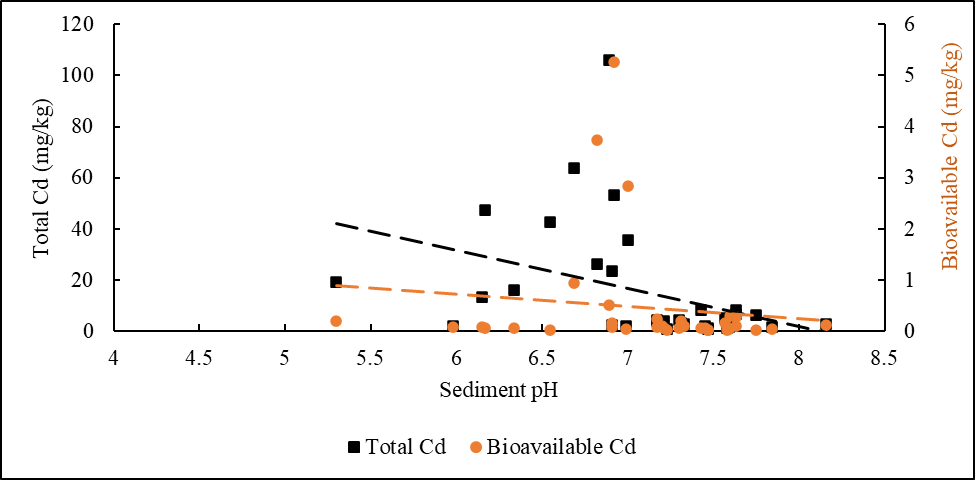 120
100
80
60
40
20
0
Total Cd (mg/kg)
6
5
4
3
2
1
0
Bioavailable Cd (mg/kg)
4 4.5 5 5.5 6 6.5 7 7.5 8 8.5
Sediment pH
Total Cd Bioavailable Cd